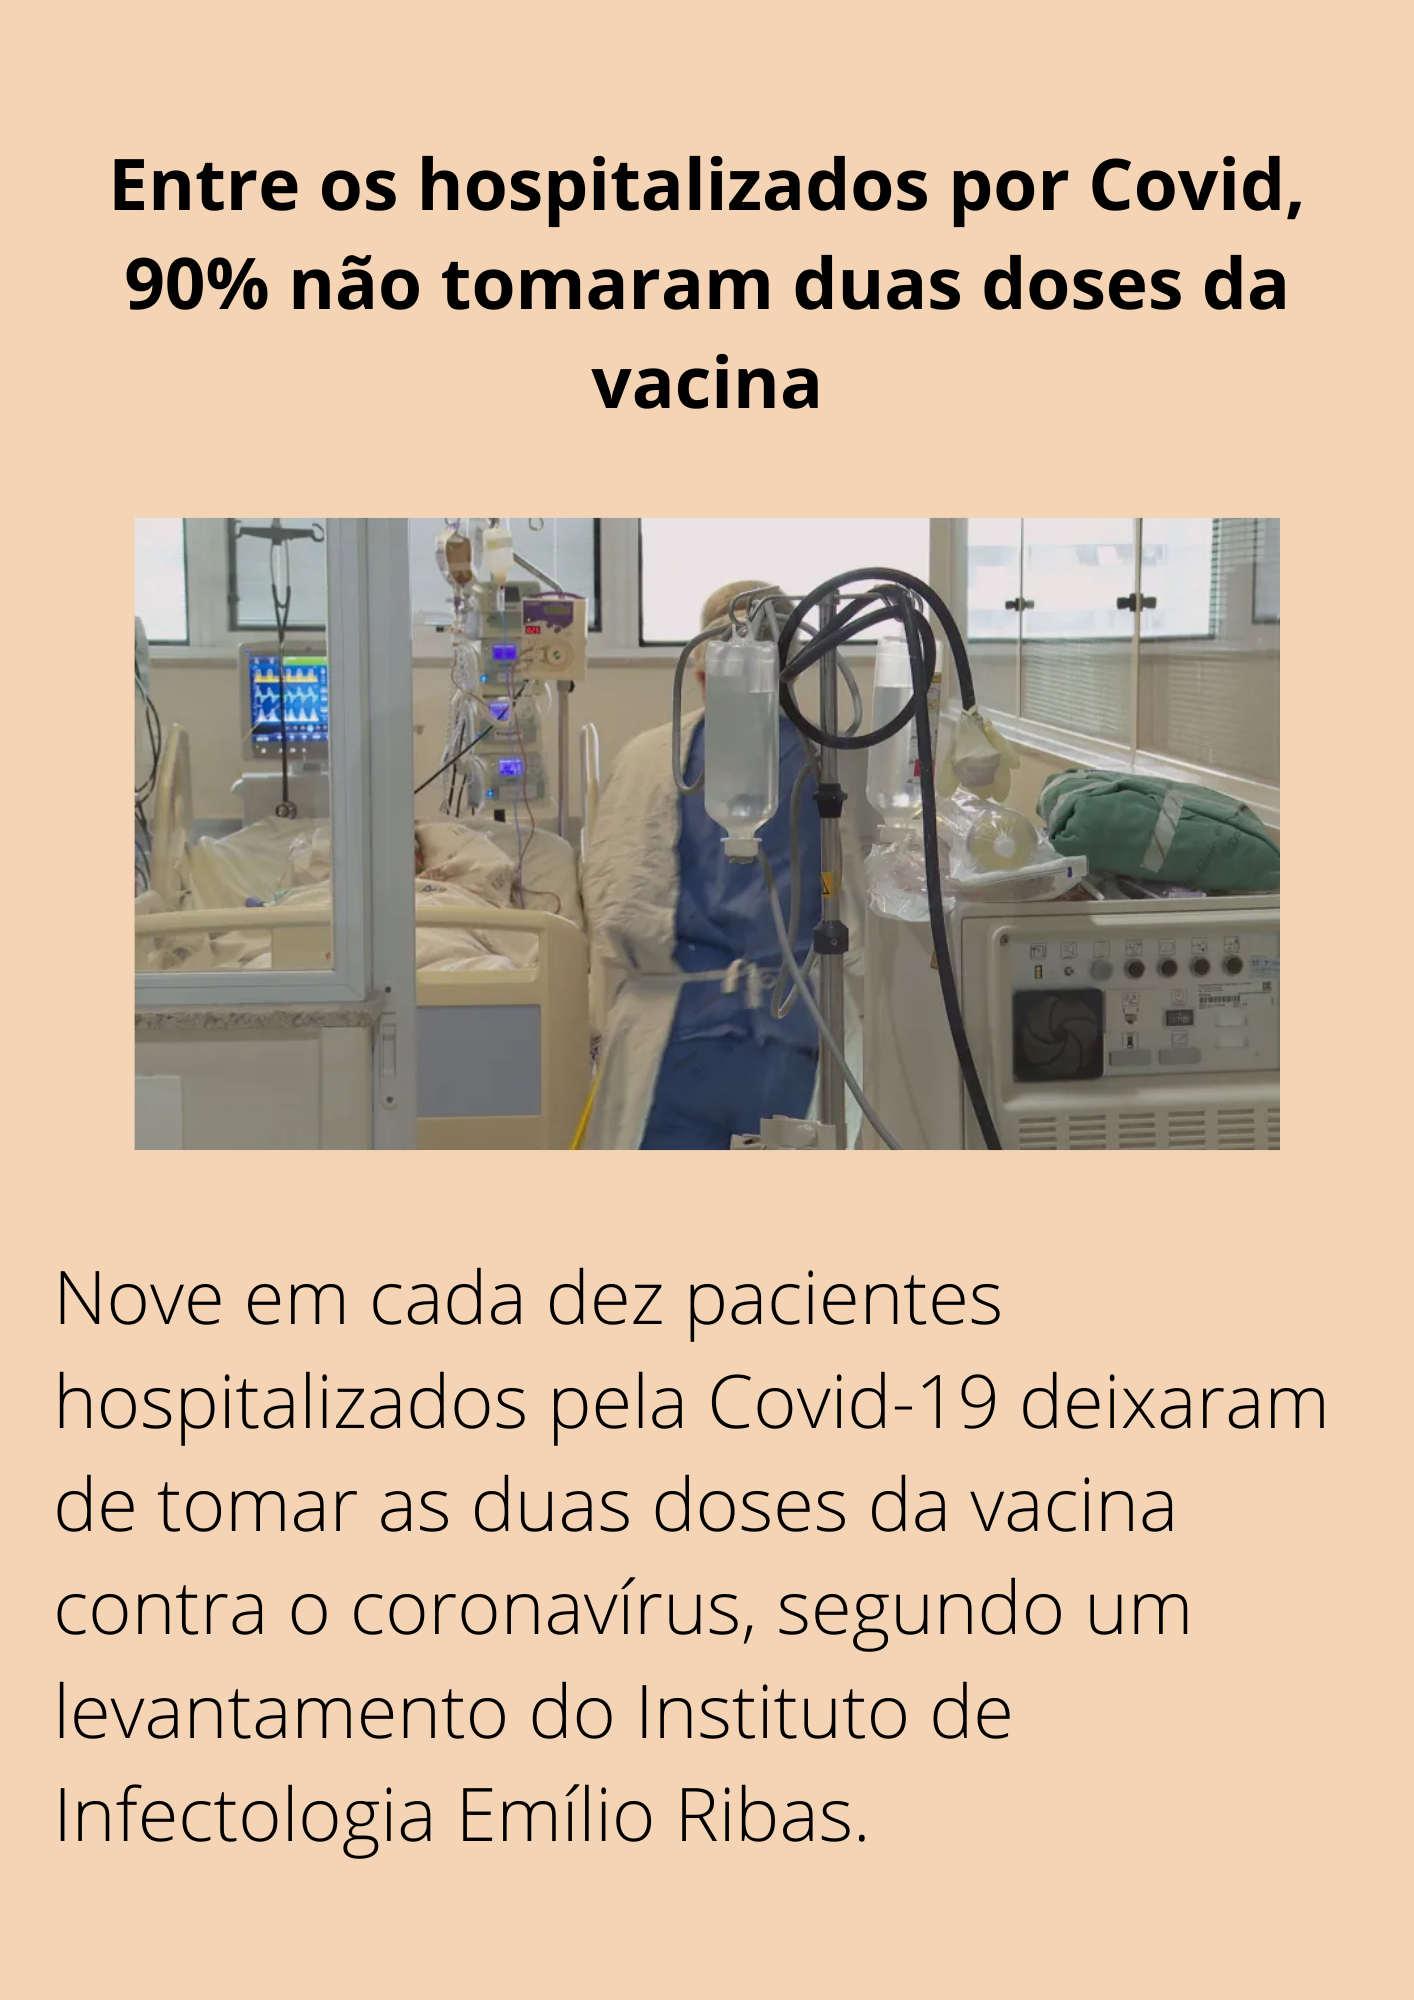 Entre os hospitalizados por Covid,
90% não tomaram duas doses da
vacina
Nove em cada dez pacientes
hospitalizados pela Covid-19 deixaram
de tomar as duas doses da vacina
contra o coronavírus, segundo um
levantamento do Instituto de
Infectologia Emílio Ribas.